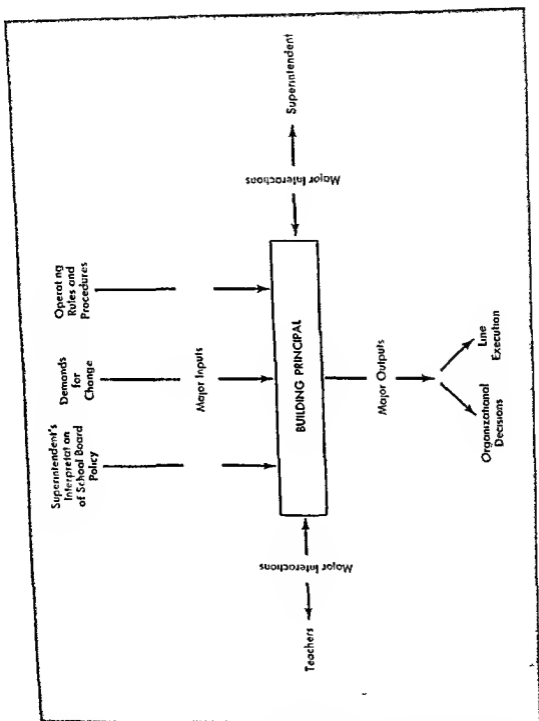 Superintendent's
Interpretation
of School Board
Policy
Demands
for
Change
Operating
Rules and
Procedures
Major Inputs
Teachers
Major Interactions
BUILDING PRINCIPAL
Major Interactions
Superintendent
Major Outputs
Organizational
Decisions
Line
Execution